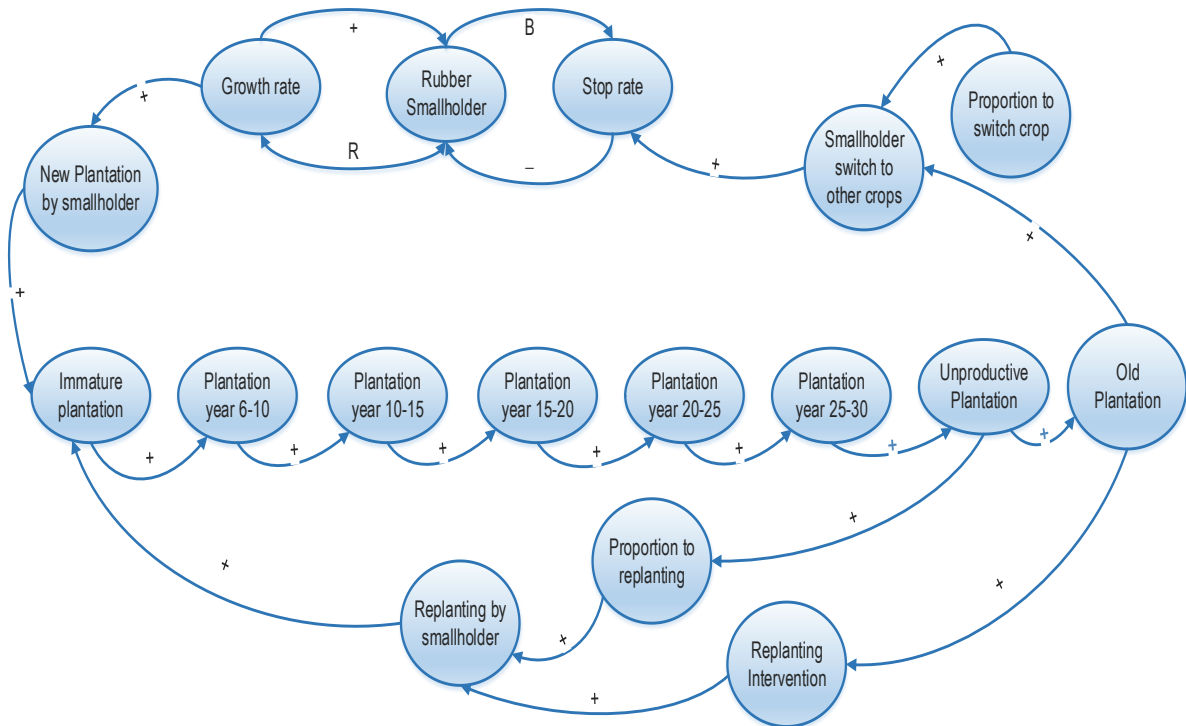 +
B
Growth rate
Rubber
Smallholder
Stop rate
+
Proportion to
switch crop
+
R
–
+
Smallholder
switch to
other crops
New Plantation
by smallholder
+
+
Immature
plantation
Plantation
year 6-10
Plantation
year 10-15
Plantation
year 15-20
Plantation
year 20-25
Plantation
year 25-30
Unproductive
Plantation
Old
Plantation
+
+
+
+
+
+
+
+
+
+
Proportion to
replanting
Replanting by
smallholder
+
Replanting
Intervention
+